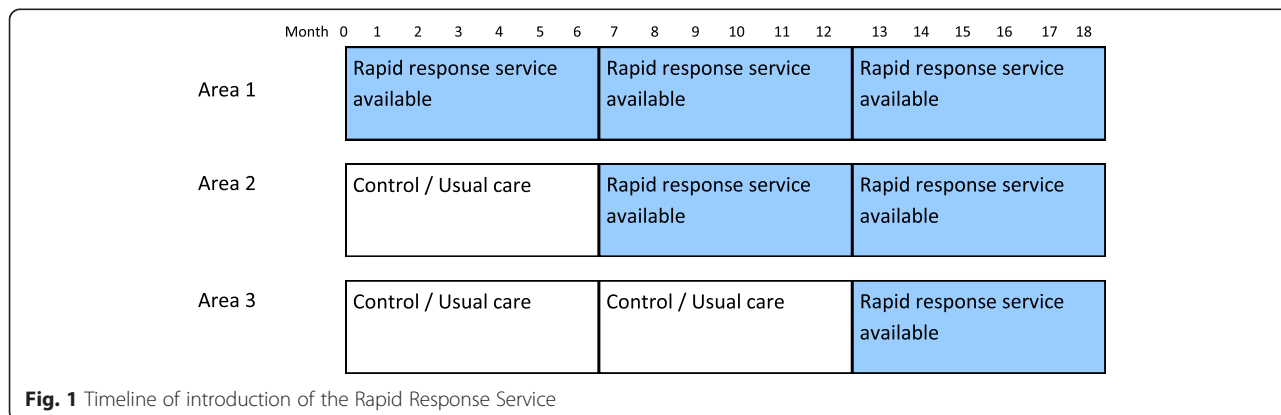 Month 0 1 2 3 4 5 6 7 8 9 10 11 12 13 14 15 16 17 18
Area 1
Rapid response service
available
Rapid response service
available
Rapid response service
available
Area 2
Control / Usual care
Rapid response service
available
Rapid response service
available
Area 3
Control / Usual care
Control / Usual care
Rapid response service
available
Fig. 1 Timeline of introduction of the Rapid Response Service